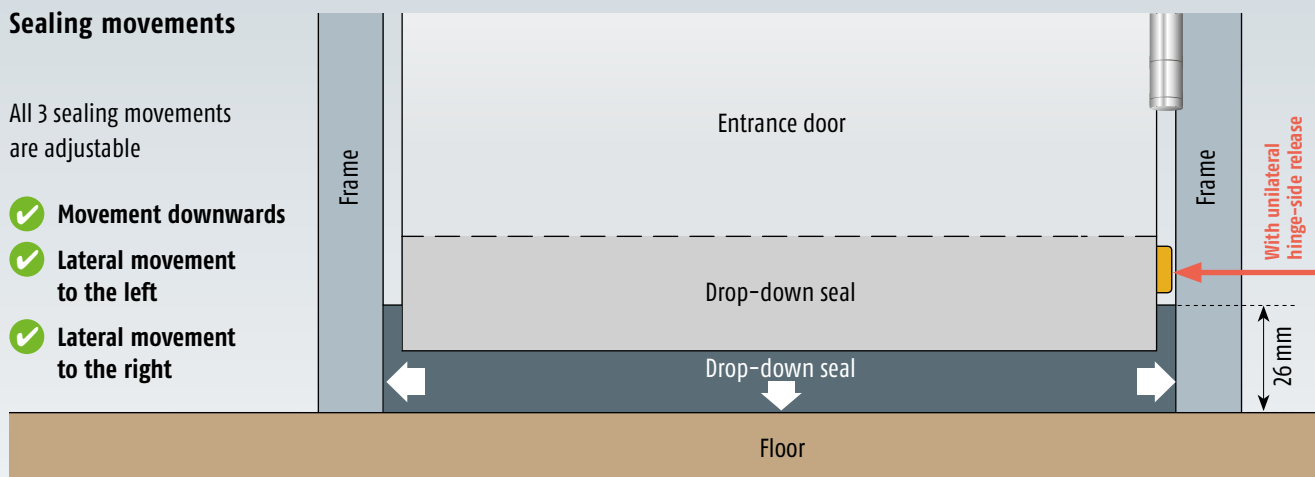 Sealing movements
All 3 sealing movements
are adjustable
Movement downwards
Lateral movement
to the left
Lateral movement
to the right
Frame
Entrance door
Frame
With unilateral
hinge-side release
Drop-down seal
Drop-down seal
26 mm
Floor